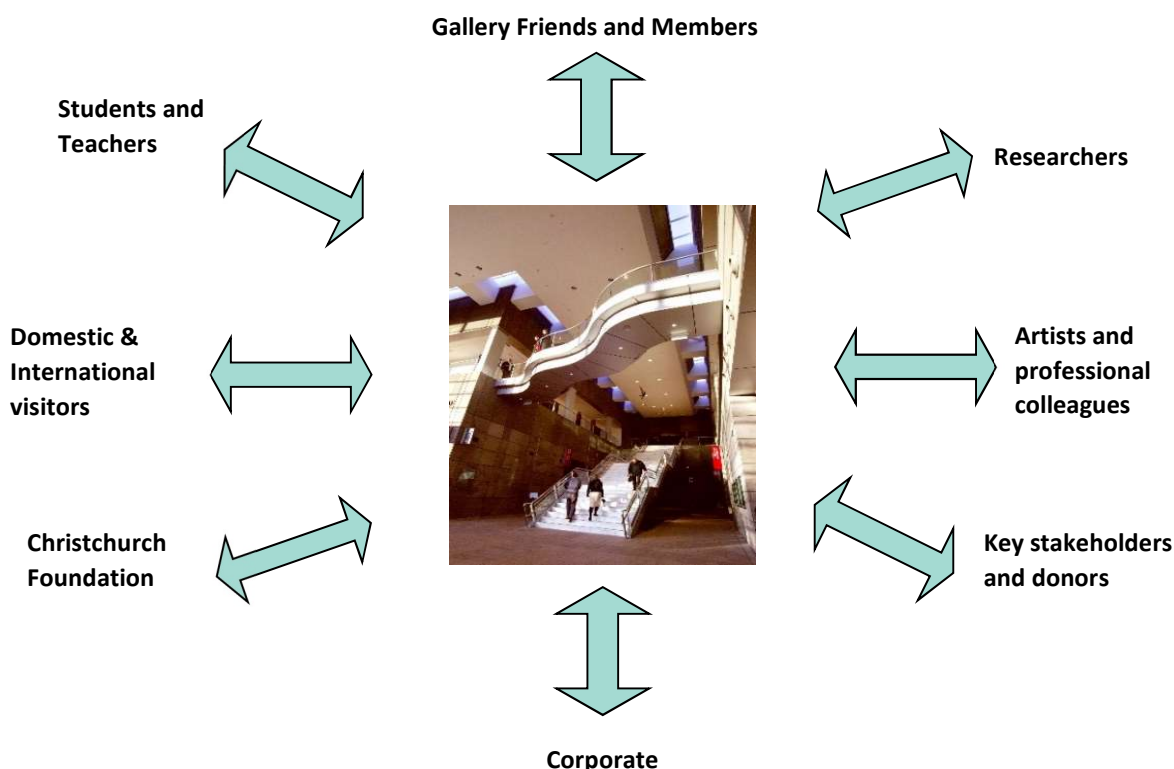 Gallery Friends and Members
Students and
Teachers
Researchers
Domestic &
International
visitors
Artists and
professional
colleagues
Christchurch
Foundation
Key stakeholders
and donors
Corporate